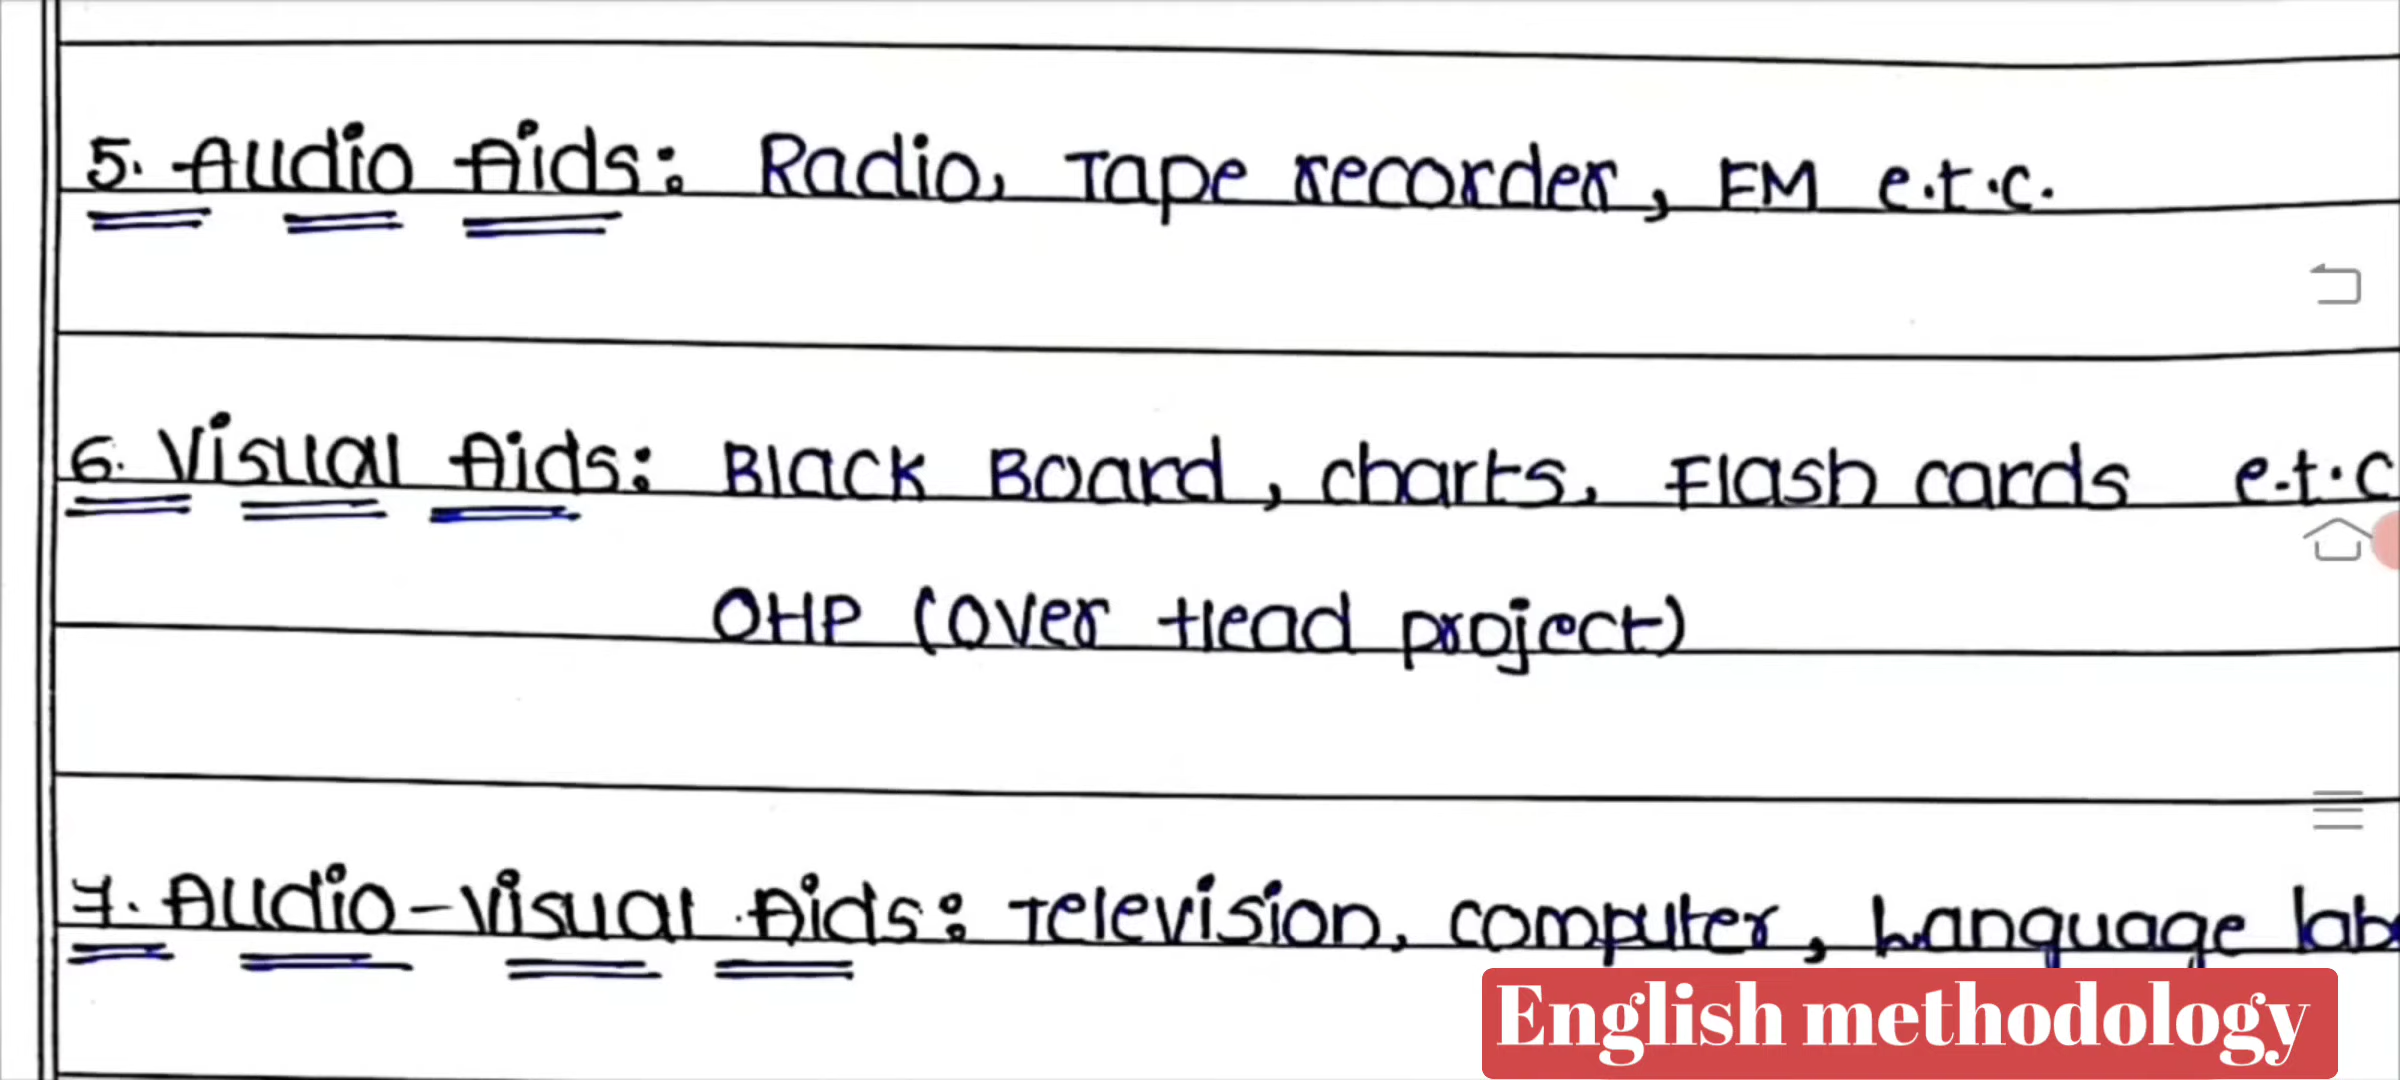 5. Audio Aids: Radio, Tape recorder, FM e.t.c.
6. Visual Aids: Black Board, charts, Flash cards e.t.c
OHP (Over Head project)
7. Audio-Visual Aids: Television, computer, Language lab
English methodology